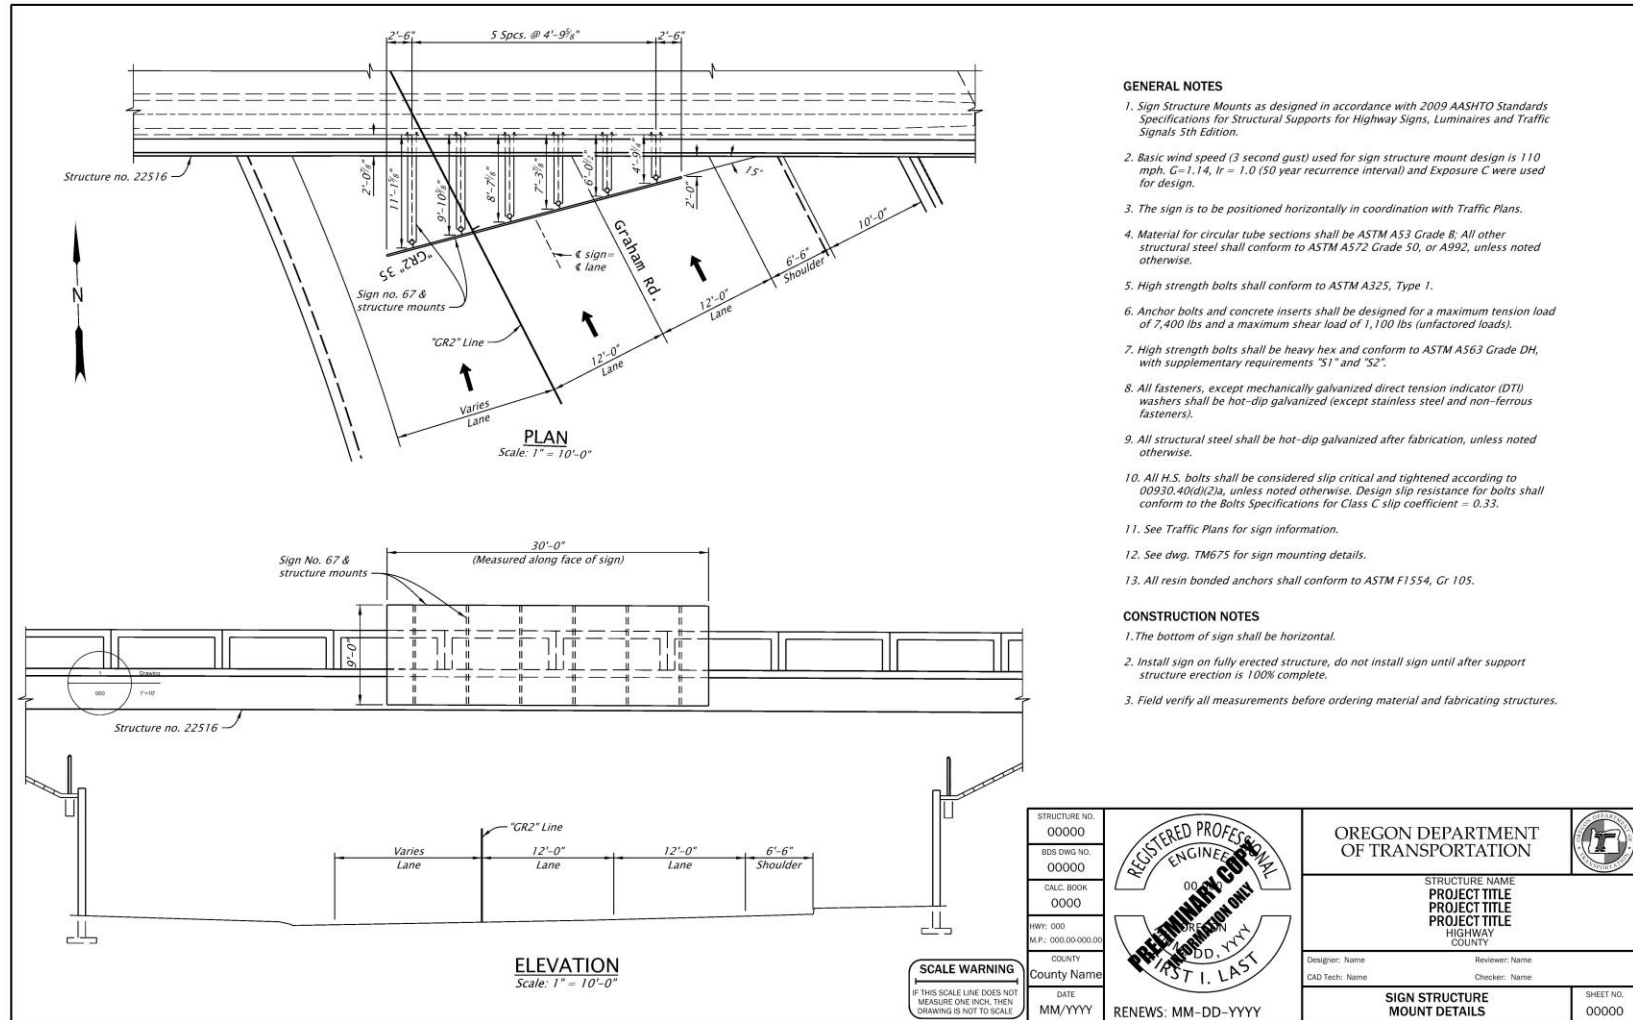 2'-6"
5 Spcs. @ 4'-9⅝"
2'-6"
Structure no. 22516
2'-0⅞"
11'-1⅝"
9'-10⅜"
8'-7⅛"
7'-3⅞"
6'-0½"
4'-9¼"
2'-0"
15°
10'-0"
6'-6"
Shoulder
12'-0"
Lane
12'-0"
Lane
Varies
Lane
Graham Rd.
℄ sign=
℄ lane
"GR2" 35
Sign no. 67 &
structure mounts
"GR2" Line
N
PLAN
Scale: 1" = 10'-0"
Sign No. 67 &
structure mounts
30'-0"
(Measured along face of sign)
9'-0"
1
Drawing
000
1"=10'
Structure no. 22516
"GR2" Line
Varies
Lane
12'-0"
Lane
12'-0"
Lane
6'-6"
Shoulder
ELEVATION
Scale: 1" = 10'-0"
GENERAL NOTES
1. Sign Structure Mounts as designed in accordance with 2009 AASHTO Standards
Specifications for Structural Supports for Highway Signs, Luminaires and Traffic
Signals 5th Edition.
2. Basic wind speed (3 second gust) used for sign structure mount design is 110
mph. G=1.14, Ir = 1.0 (50 year recurrence interval) and Exposure C were used
for design.
3. The sign is to be positioned horizontally in coordination with Traffic Plans.
4. Material for circular tube sections shall be ASTM A53 Grade B; All other
structural steel shall conform to ASTM A572 Grade 50, or A992, unless noted
otherwise.
5. High strength bolts shall conform to ASTM A325, Type 1.
6. Anchor bolts and concrete inserts shall be designed for a maximum tension load
of 7,400 lbs and a maximum shear load of 1,100 lbs (unfactored loads).
7. High strength bolts shall be heavy hex and conform to ASTM A563 Grade DH,
with supplementary requirements "S1" and "S2".
8. All fasteners, except mechanically galvanized direct tension indicator (DTI)
washers shall be hot-dip galvanized (except stainless steel and non-ferrous
fasteners).
9. All structural steel shall be hot-dip galvanized after fabrication, unless noted
otherwise.
10. All H.S. bolts shall be considered slip critical and tightened according to
00930.40(d)(2)a, unless noted otherwise. Design slip resistance for bolts shall
conform to the Bolts Specifications for Class C slip coefficient = 0.33.
11. See Traffic Plans for sign information.
12. See dwg. TM675 for sign mounting details.
13. All resin bonded anchors shall conform to ASTM F1554, Gr 105.
CONSTRUCTION NOTES
1.The bottom of sign shall be horizontal.
2. Install sign on fully erected structure, do not install sign until after support
structure erection is 100% complete.
3. Field verify all measurements before ordering material and fabricating structures.
SCALE WARNING
IF THIS SCALE LINE DOES NOT
MEASURE ONE INCH, THEN
DRAWING IS NOT TO SCALE
STRUCTURE NO.
00000
BDS DWG NO.
00000
CALC. BOOK
0000
HWY: 000
M.P.: 000.00-000.00
COUNTY
County Name
DATE
MM/YYYY
REGISTERED PROFESSIONAL
ENGINEER
PRELIMINARY COPY
INFORMATION ONLY
DD, YYYY
I. LAST
RENEWS: MM-DD-YYYY
OREGON DEPARTMENT
OF TRANSPORTATION
OREGON DEPARTMENT OF
TRANSPORTATION
STRUCTURE NAME
PROJECT TITLE
PROJECT TITLE
PROJECT TITLE
HIGHWAY
COUNTY
Designer: Name
Reviewer: Name
CAD Tech: Name
Checker: Name
SIGN STRUCTURE
MOUNT DETAILS
SHEET NO.
00000